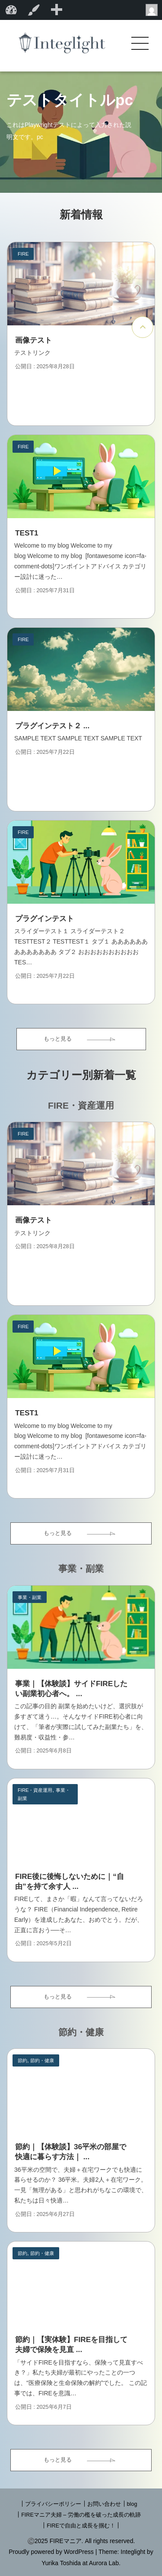 Integlight
テストタイトルpc
これはPlaywrightテストによって入力された説
明文です。pc
新着情報
FIRE
画像テスト
テストリンク
公開日 : 2025年8月28日
FIRE
TEST1
Welcome to my blog Welcome to my
blog Welcome to my blog [fontawesome icon=fa-
comment-dots]ワンポイントアドバイス カテゴリ
ー設計に迷った…
公開日 : 2025年7月31日
FIRE
プラグインテスト２ ...
SAMPLE TEXT SAMPLE TEXT SAMPLE TEXT
公開日 : 2025年7月22日
FIRE
プラグインテスト
スライダーテスト１ スライダーテスト２
TESTTEST２ TESTTEST１ タブ１ ああああああ
あああああああ タブ２ おおおおおおおおおお
TES…
公開日 : 2025年7月22日
もっと見る
カテゴリー別新着一覧
FIRE・資産運用
FIRE
画像テスト
テストリンク
公開日 : 2025年8月28日
FIRE
TEST1
Welcome to my blog Welcome to my
blog Welcome to my blog [fontawesome icon=fa-
comment-dots]ワンポイントアドバイス カテゴリ
ー設計に迷った…
公開日 : 2025年7月31日
もっと見る
事業・副業
事業・副業
事業｜【体験談】サイドFIREした
い副業初心者へ。 ...
この記事の目的 副業を始めたいけど、選択肢が
多すぎて迷う…。そんなサイドFIRE初心者に向
けて、「筆者が実際に試してみた副業たち」を、
難易度・収益性・参…
公開日 : 2025年6月8日
FIRE・資産運用, 事業・
副業
FIRE後に後悔しないために｜“自
由”を持て余す人 ...
FIREして、まさか「暇」なんて言ってないだろ
うな？ FIRE（Financial Independence, Retire
Early）を達成したあなた、おめでとう。だが、
正直に言おう──そ…
公開日 : 2025年5月2日
もっと見る
節約・健康
節約, 節約・健康
節約｜【体験談】36平米の部屋で
快適に暮らす方法｜ ...
36平米の空間で、夫婦＋在宅ワークでも快適に
暮らせるのか？ 36平米。夫婦2人＋在宅ワーク。
一見「無理がある」と思われがちなこの環境で、
私たちは日々快適…
公開日 : 2025年6月27日
節約, 節約・健康
節約｜【実体験】FIREを目指して
夫婦で保険を見直 ...
「サイドFIREを目指すなら、保険って見直すべ
き？」私たち夫婦が最初にやったことの一つ
は、“医療保険と生命保険の解約”でした。 この記
事では、FIREを意識…
公開日 : 2025年6月7日
もっと見る
プライバシーポリシー お問い合わせ blog
FIREマニア夫婦 – 労働の檻を破った成長の軌跡
FIREで自由と成長を掴む！
Ⓒ2025 FIREマニア. All rights reserved.
Proudly powered by WordPress | Theme: Integlight by
Yurika Toshida at Aurora Lab.